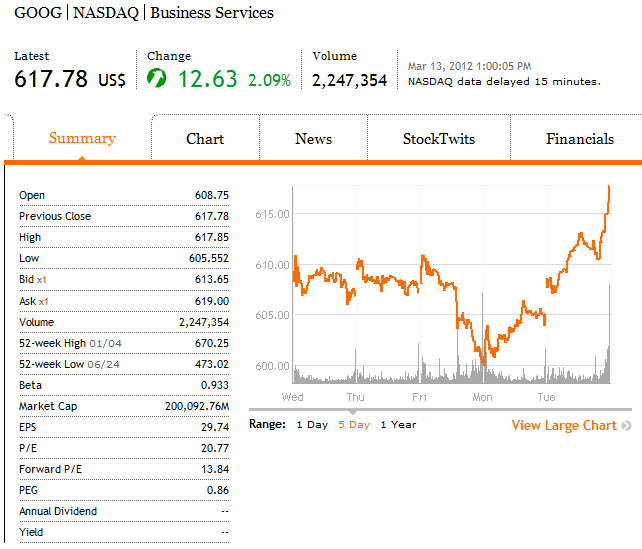 GOOG | NASDAQ | Business Services
Latest Change Volume
617.78 US$ 12.63 2.09% 2,247,354
Mar 13, 2012 1:00:05 PM
NASDAQ data delayed 15 minutes.
Summary Chart News StockTwits Financials
Open 608.75
Previous Close 617.78
High 617.85
Low 605.552
Bid x1 613.65
Ask x1 619.00
Volume 2,247,354
52-week High 01/04 670.25
52-week Low 06/24 473.02
Beta 0.933
Market Cap 200,092.76M
EPS 29.74
P/E 20.77
Forward P/E 13.84
PEG 0.86
Annual Dividend --
Yield --
615.00
610.00
605.00
600.00
Wed Thu Fri Mon Tue
Range: 1 Day 5 Day 1 Year View Large Chart